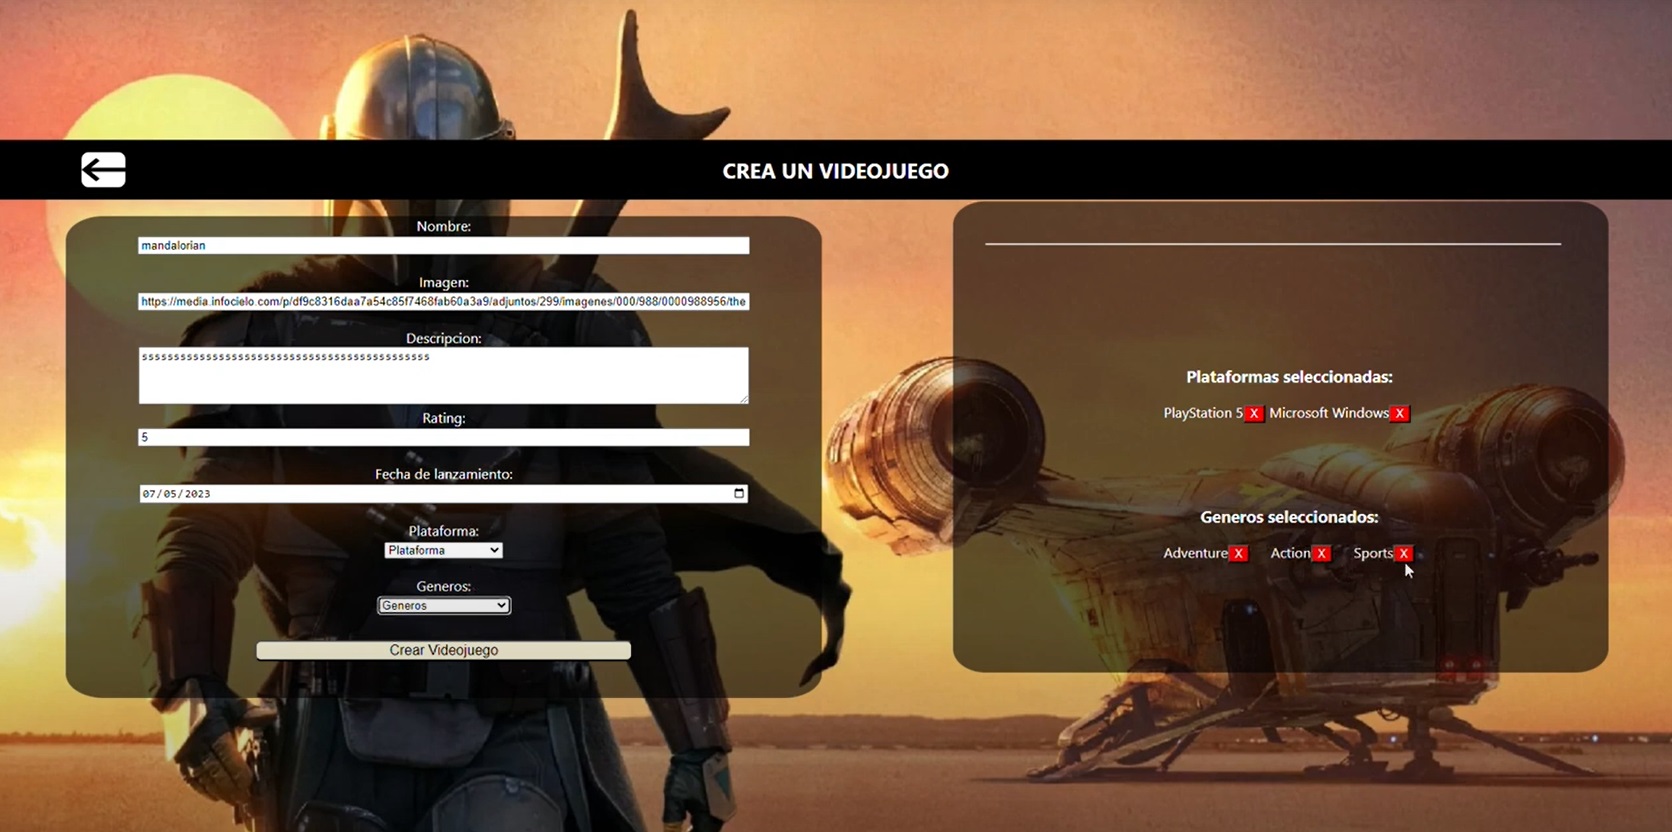 CREA UN VIDEOJUEGO
Nombre:
mandalorian
Imagen:
https://media.infocielo.com/p/df9c8316daa7a54c85f7468fab60a3a9/adjuntos/299/imagenes/000/988/0000988956/the
Descripcion:
sssssssssssssssssssssssssssssssssssssssssssss
Rating:
5
Fecha de lanzamiento:
07/05/2023
Plataforma:
Plataforma
Generos:
Generos
Crear Videojuego
Plataformas seleccionadas:
PlayStation 5 X Microsoft Windows X
Generos seleccionados:
Adventure X Action X Sports X